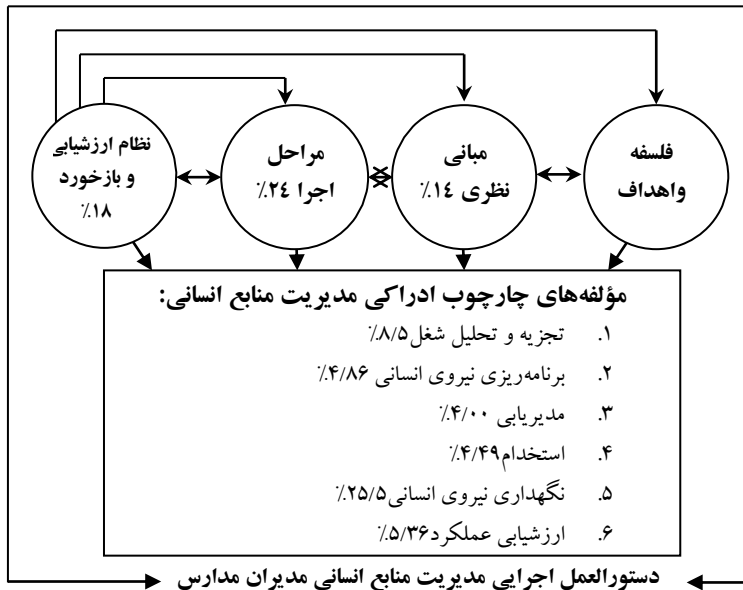 فلسفه
واهداف
مبانی
نظری ۱۴٪
مراحل
اجرا ۲٤٪
نظام ارزشیابی
و بازخورد
۱۸٪
مؤلفه‌های چارچوب ادراکی مدیریت منابع انسانی:
۱. تجزیه و تحلیل شغل۸/۵٪
۲. برنامه‌ریزی نیروی انسانی ۴/۸۶٪
۳. مدیریابی ۴/۰۰٪
۴. استخدام۴/۴۹٪
۵. نگهداری نیروی انسانی۲۵/۵٪
۶. ارزشیابی عملکرد۵/۳۶٪
دستورالعمل اجرایی مدیریت منابع انسانی مدیران مدارس